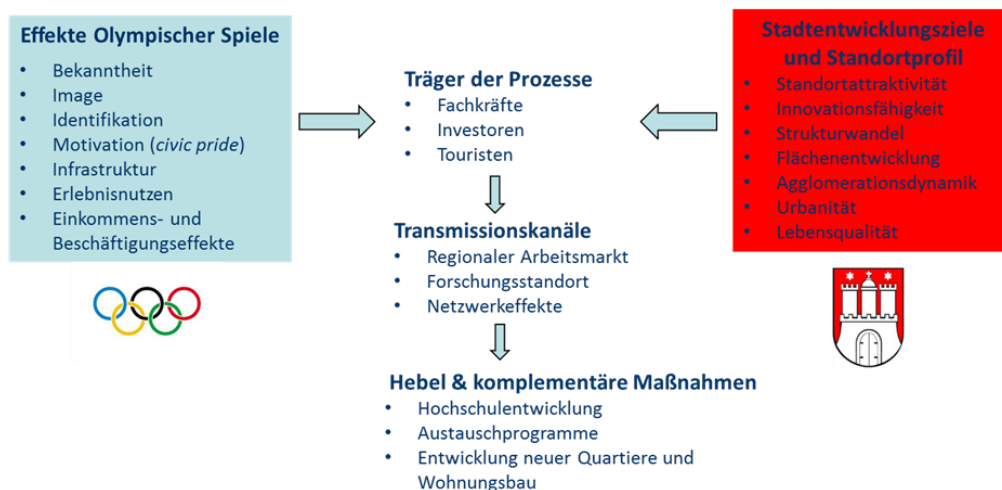 Effekte Olympischer Spiele
• Bekanntheit
• Image
• Identifikation
• Motivation (civic pride)
• Infrastruktur
• Erlebnisnutzen
• Einkommens- und
Beschäftigungseffekte
Träger der Prozesse
• Fachkräfte
• Investoren
• Touristen
Transmissionskanäle
• Regionaler Arbeitsmarkt
• Forschungsstandort
• Netzwerkeffekte
Hebel & komplementäre Maßnahmen
• Hochschulentwicklung
• Austauschprogramme
• Entwicklung neuer Quartiere und
Wohnungsbau
Stadtentwicklungsziele
und Standortprofil
• Standortattraktivität
• Innovationsfähigkeit
• Strukturwandel
• Flächenentwicklung
• Agglomerationsdynamik
• Urbanität
• Lebensqualität